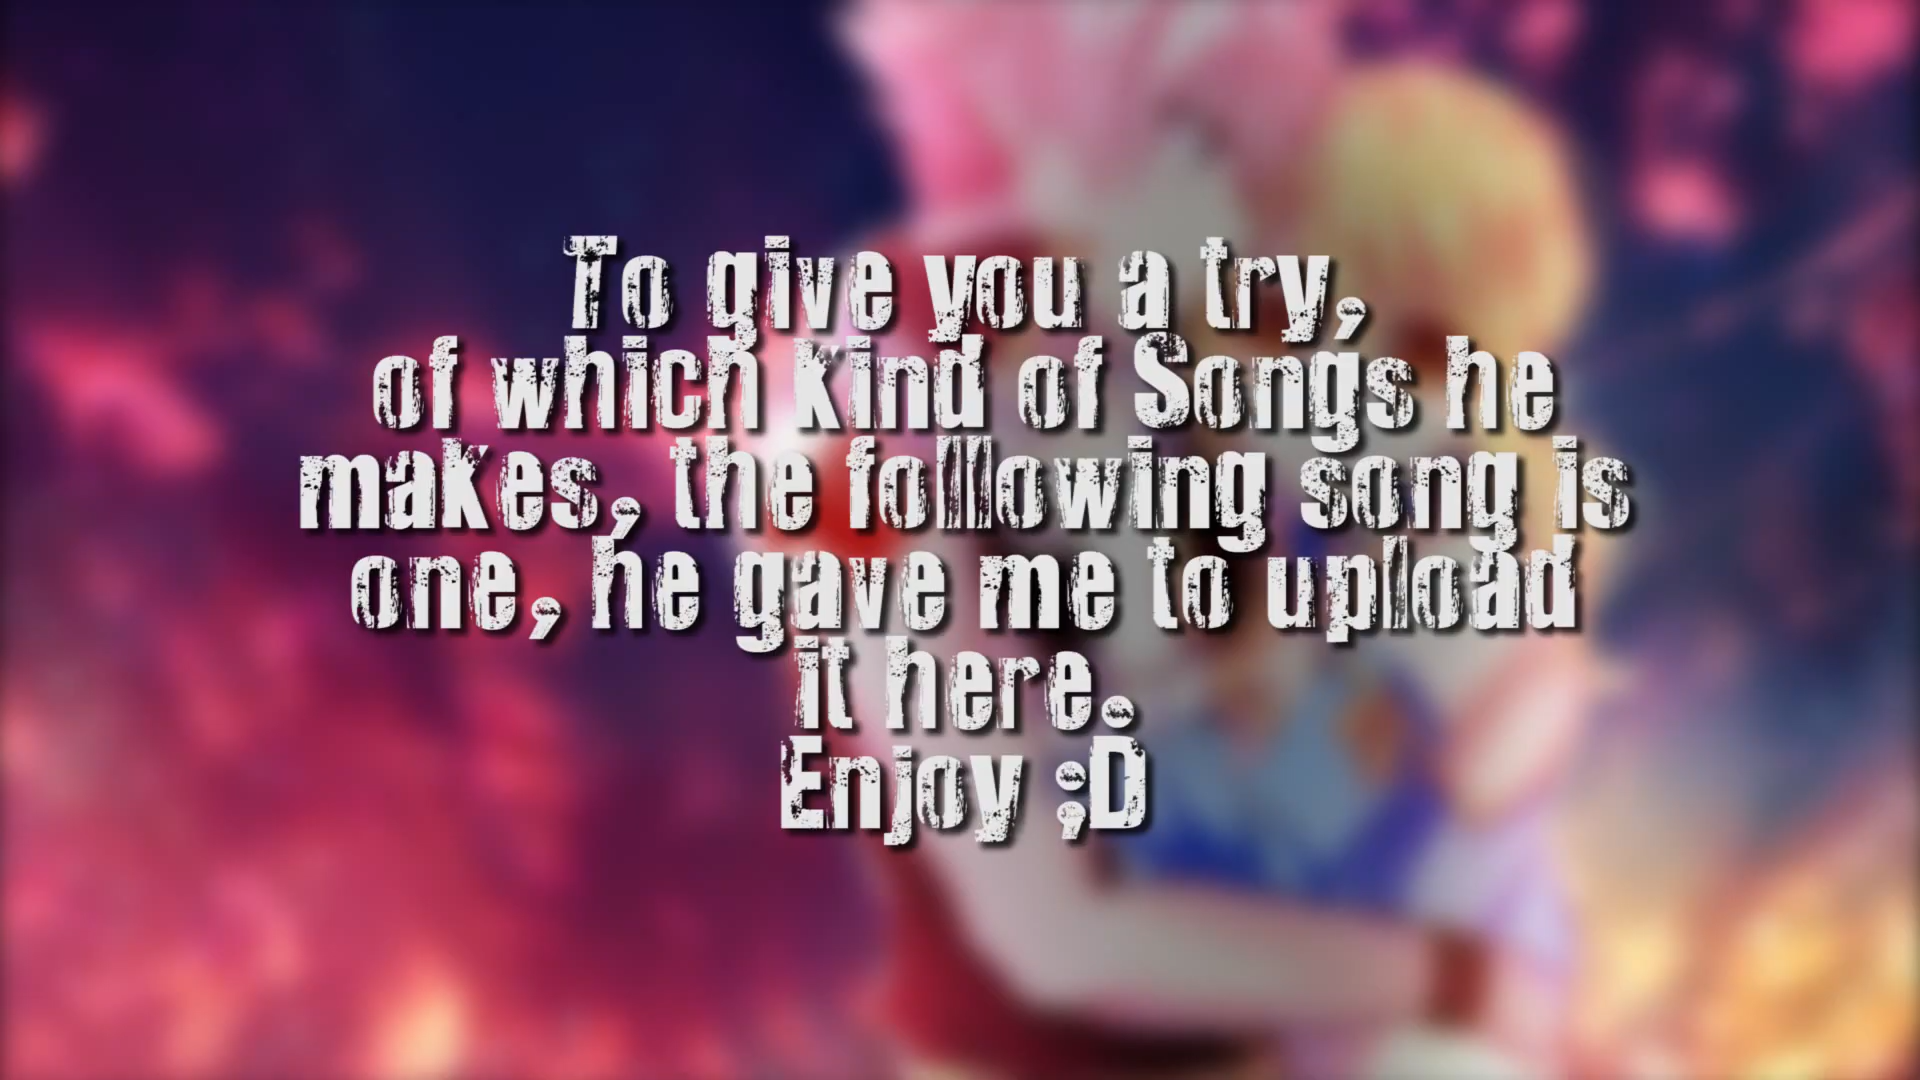 To give you a try,
of which kind of Songs he
makes, the following song is
one, he gave me to upload
it here.
Enjoy ;D